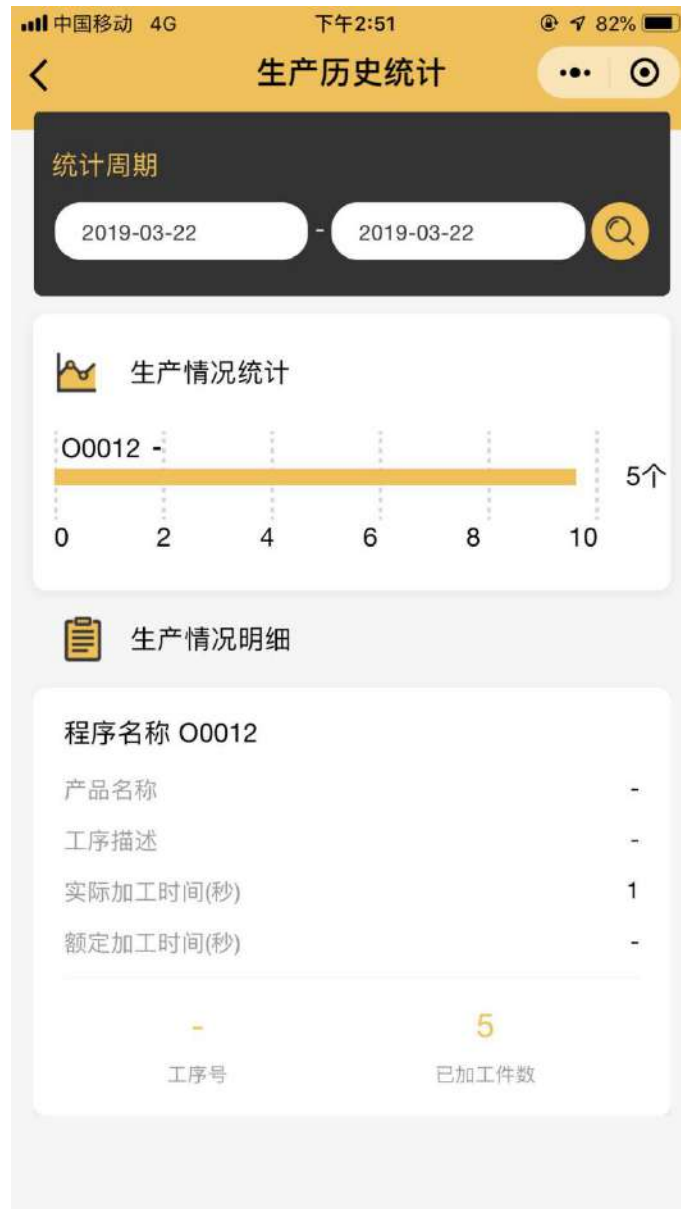 中国移动 4G 下午2:51 82%
生产历史统计
统计周期
2019-03-22 - 2019-03-22
生产情况统计
O0012 -
5个
0 2 4 6 8 10
生产情况明细
程序名称 O0012
产品名称 -
工序描述 -
实际加工时间(秒) 1
额定加工时间(秒) -
- 5
工序号 已加工件数